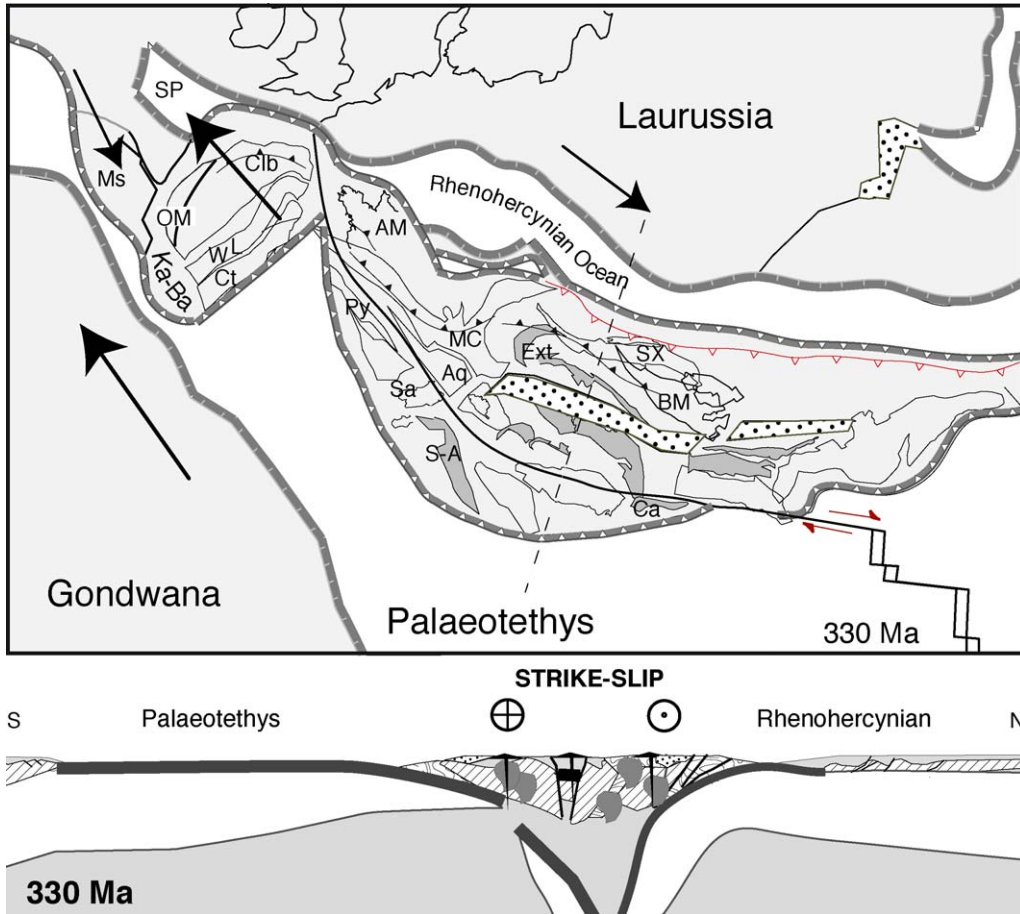 SP
Laurussia
Ms
Clb
Rhenohercynian Ocean
OM
AM
W
L
Ct
Ka-Ba
Py
MC
Ext
SX
Aq
Sa
BM
S-A
Ca
Gondwana
Palaeotethys
330 Ma
STRIKE-SLIP
S
Palaeotethys
Rhenohercynian
N
330 Ma